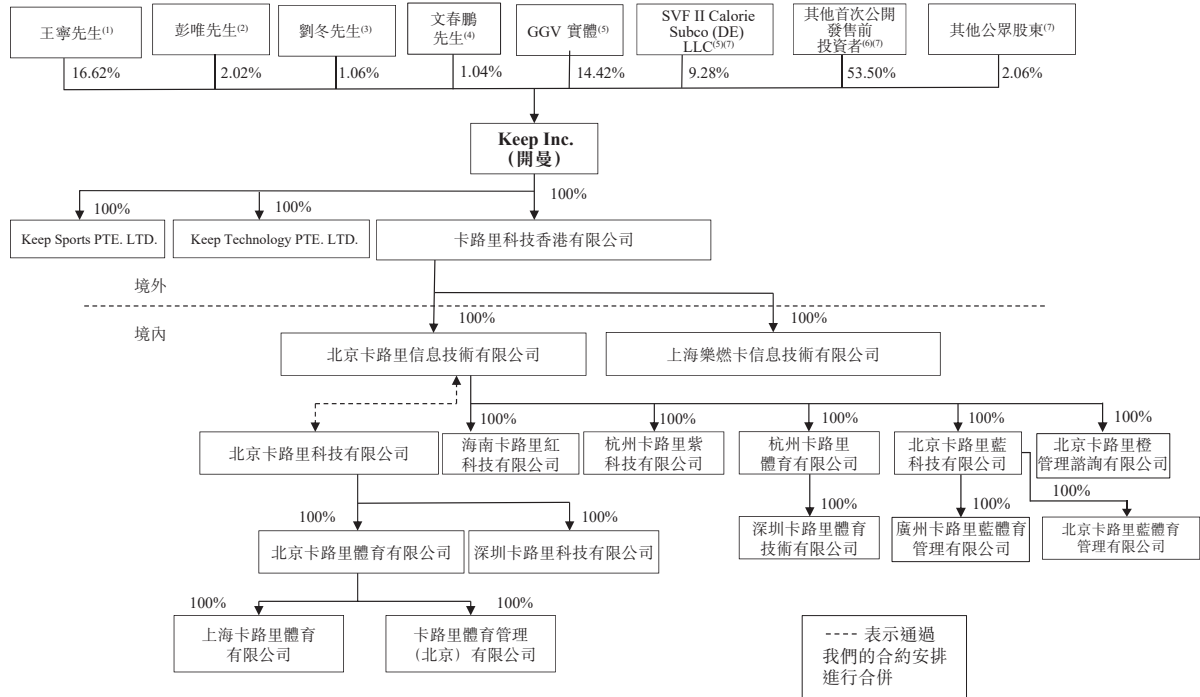 王寧先生(1)
彭唯先生(2)
劉冬先生(3)
文春鵬
先生(4)
GGV 實體(5)
SVF II Calorie
Subco (DE)
LLC(5)(7)
其他首次公開
發售前
投資者(6)(7)
其他公眾股東(7)
16.62%
2.02%
1.06%
1.04%
14.42%
9.28%
53.50%
2.06%
Keep Inc.
(開曼)
100%
100%
100%
Keep Sports PTE. LTD.
Keep Technology PTE. LTD.
卡路里科技香港有限公司
境外
境內
100%
100%
北京卡路里信息技術有限公司
上海樂燃卡信息技術有限公司
100%
100%
100%
100%
100%
100%
北京卡路里科技有限公司
海南卡路里紅
科技有限公司
杭州卡路里紫
科技有限公司
杭州卡路里
體育有限公司
北京卡路里藍
科技有限公司
北京卡路里橙
管理諮詢有限公司
100%
100%
100%
100%
100%
北京卡路里體育有限公司
深圳卡路里科技有限公司
深圳卡路里體育
技術有限公司
廣州卡路里藍體育
管理有限公司
北京卡路里藍體育
管理有限公司
100%
100%
上海卡路里體育
有限公司
卡路里體育管理
（北京）有限公司
---- 表示通過
我們的合約安排
進行合併